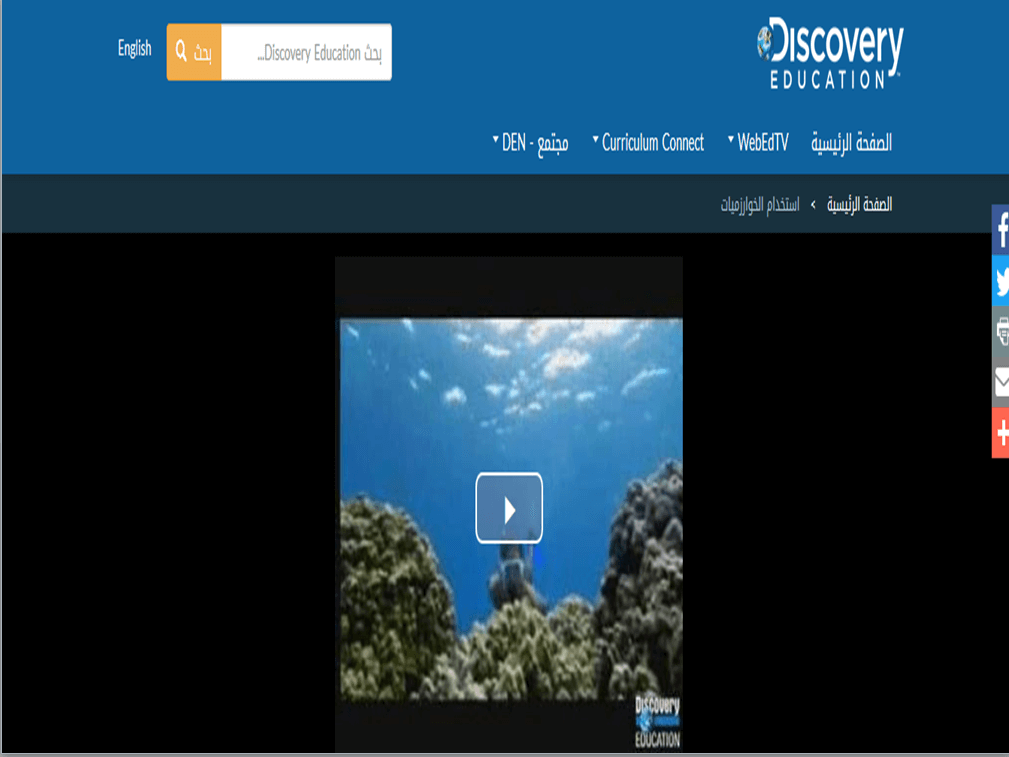 Discovery
EDUCATION
English
بحث
بحث Discovery Education...
الصفحة الرئيسية
WebEdTV
Curriculum Connect
مجتمع - DEN
الصفحة الرئيسية › استخدام الخوارزميات
Discovery
EDUCATION